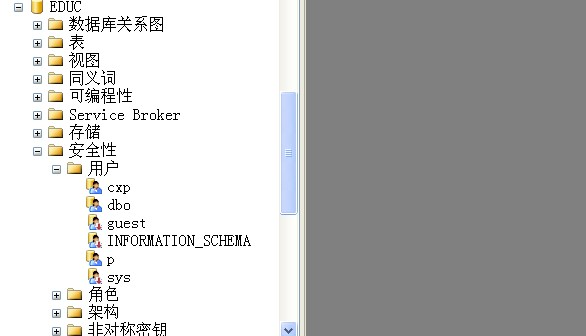 EDUC
数据库关系图
表
视图
同义词
可编程性
Service Broker
存储
安全性
用户
cxp
dbo
guest
INFORMATION_SCHEMA
p
sys
角色
架构
非对称密钥